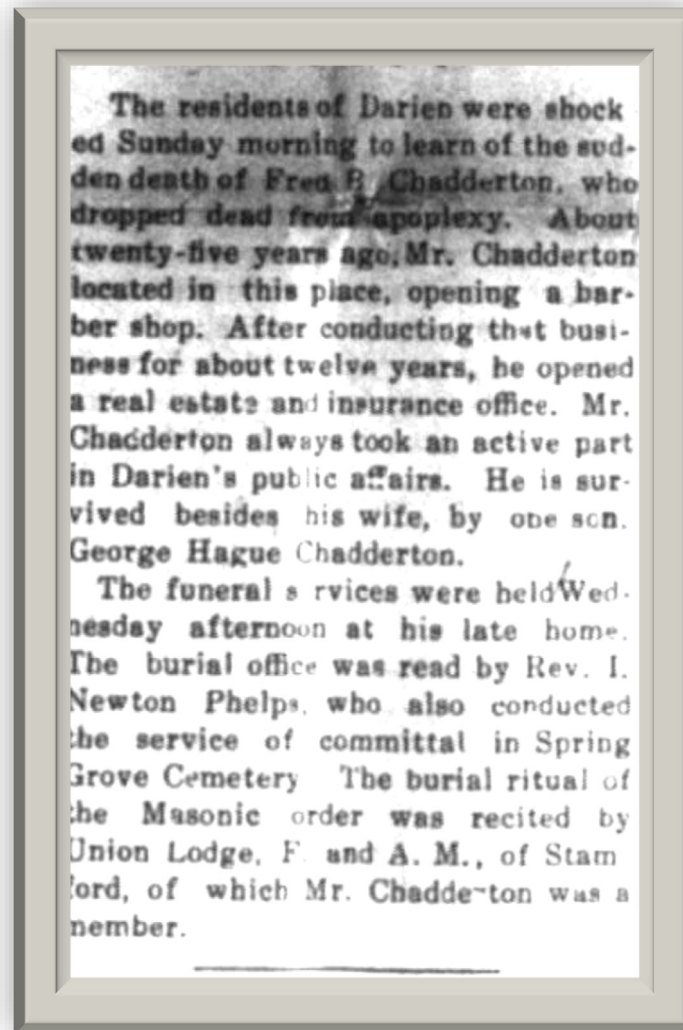 The residents of Darien were shock
ed Sunday morning to learn of the sud-
den death of Fred B. Chadderton, who
dropped dead from apoplexy. About
twenty-five years ago, Mr. Chadderton
located in this place, opening a bar-
ber shop. After conducting that busi-
ness for about twelve years, he opened
a real estate and insurance office. Mr.
Chadderton always took an active part
in Darien's public affairs. He is sur-
vived besides his wife, by one son.
George Hague Chadderton.
The funeral s rvices were held Wed-
nesday afternoon at his late home.
The burial office was read by Rev. I.
Newton Phelps, who also conducted
the service of committal in Spring
Grove Cemetery The burial ritual of
the Masonic order was recited by
Union Lodge, F. and A. M., of Stam
ford, of which Mr. Chadde-ton was a
member.